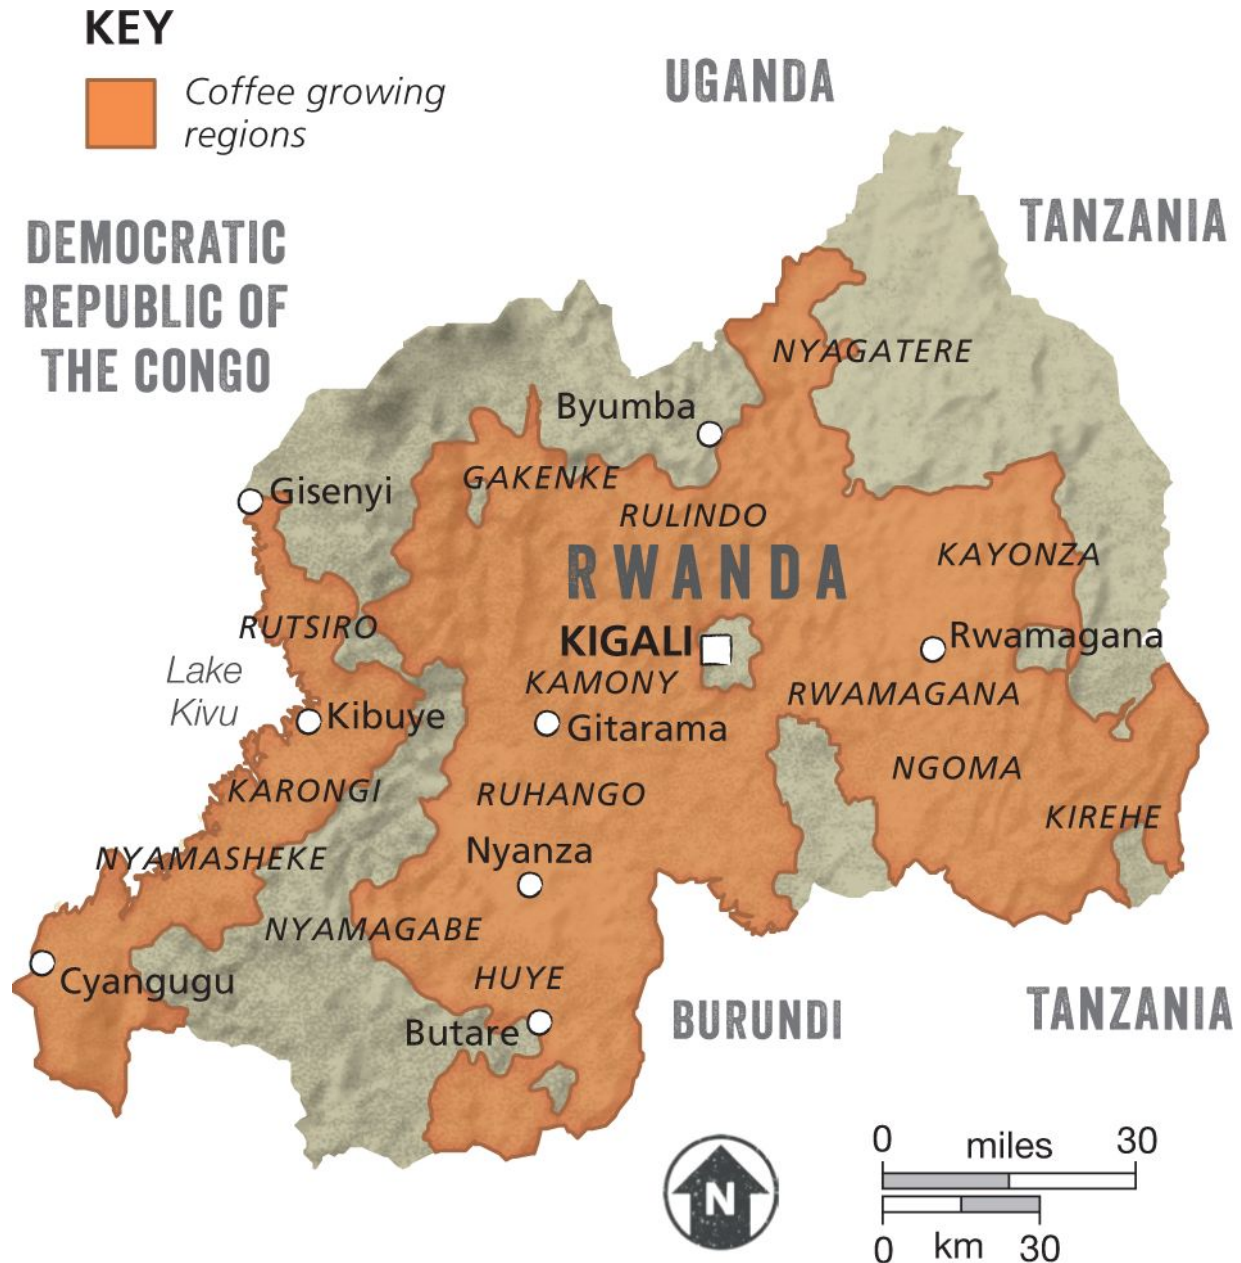 KEY
Coffee growing
regions
UGANDA
TANZANIA
DEMOCRATIC
REPUBLIC OF
THE CONGO
NYAGATERE
Byumba
GAKENKE
Gisenyi
RULINDO
RWANDA
KAYONZA
RUTSIRO
KIGALI
Rwamagana
Lake
Kivu
KAMONY
RWAMAGANA
Kibuye
Gitarama
NGOMA
KARONGI
RUHANGO
KIREHE
NYAMASHEKE
Nyanza
NYAMAGABE
HUYE
Cyangugu
BURUNDI
TANZANIA
Butare
N
0 miles 30
0 km 30